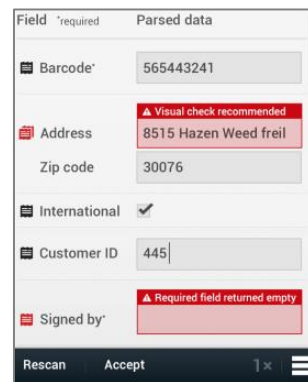 Field *required Parsed data
Barcode* 565443241
⚠ Visual check recommended
Address 8515 Hazen Weed freil
Zip code 30076
International ✔
Customer ID 445
⚠ Required field returned empty
Signed by*
Rescan Accept 1×